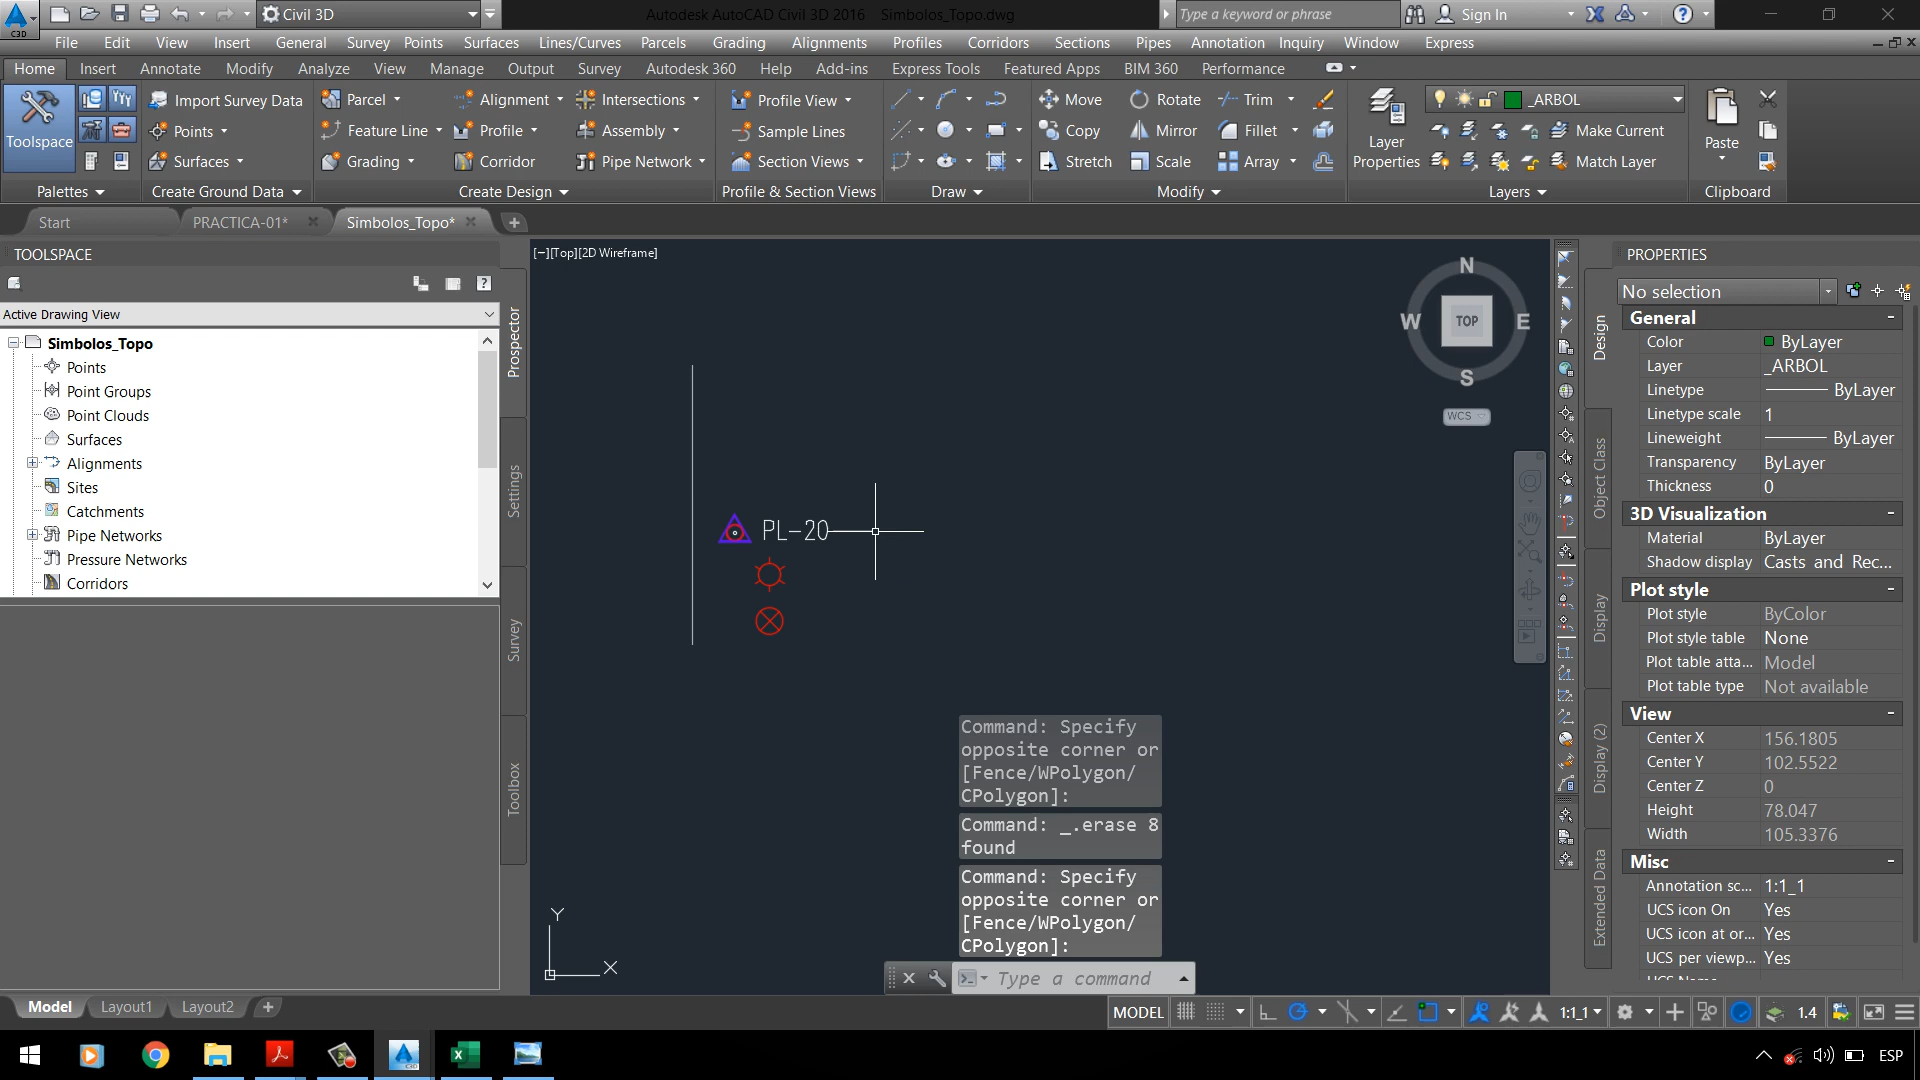 C3D
Civil 3D
Autodesk AutoCAD Civil 3D 2016 Simbolos_Topo.dwg
Type a keyword or phrase
Sign In
File Edit View Insert General Survey Points Surfaces Lines/Curves Parcels Grading Alignments Profiles Corridors Sections Pipes Annotation Inquiry Window Express
Home Insert Annotate Modify Analyze View Manage Output Survey Autodesk 360 Help Add-ins Express Tools Featured Apps BIM 360 Performance
Import Survey Data Parcel Alignment Intersections Profile View Move Rotate Trim _ARBOL
Points Feature Line Profile Assembly Sample Lines Copy Mirror Fillet Make Current
Toolspace Layer Paste
Surfaces Grading Corridor Pipe Network Section Views Stretch Scale Array Properties Match Layer
Palettes Create Ground Data Create Design Profile & Section Views Draw Modify Layers Clipboard
Start PRACTICA-01* Simbolos_Topo*
TOOLSPACE
Active Drawing View
Simbolos_Topo
Points
Point Groups
Point Clouds
Surfaces
Alignments
Sites
Catchments
Pipe Networks
Pressure Networks
Corridors
Prospector
Settings
Survey
Toolbox
[−][Top][2D Wireframe]
N
W TOP E
S
WCS
PL-20
Command: Specify
opposite corner or
[Fence/WPolygon/
CPolygon]:
Command: _.erase 8
found
Command: Specify
opposite corner or
[Fence/WPolygon/
CPolygon]:
Type a command
Y
X
Design
Object Class
Display
Display (2)
Extended Data
PROPERTIES
No selection
General
Color ByLayer
Layer _ARBOL
Linetype ByLayer
Linetype scale 1
Lineweight ByLayer
Transparency ByLayer
Thickness 0
3D Visualization
Material ByLayer
Shadow display Casts and Rec...
Plot style
Plot style ByColor
Plot style table None
Plot table atta... Model
Plot table type Not available
View
Center X 156.1805
Center Y 102.5522
Center Z 0
Height 78.047
Width 105.3376
Misc
Annotation sc... 1:1_1
UCS icon On Yes
UCS icon at or... Yes
UCS per viewp... Yes
Model Layout1 Layout2
MODEL 1:1_1 1.4
ESP